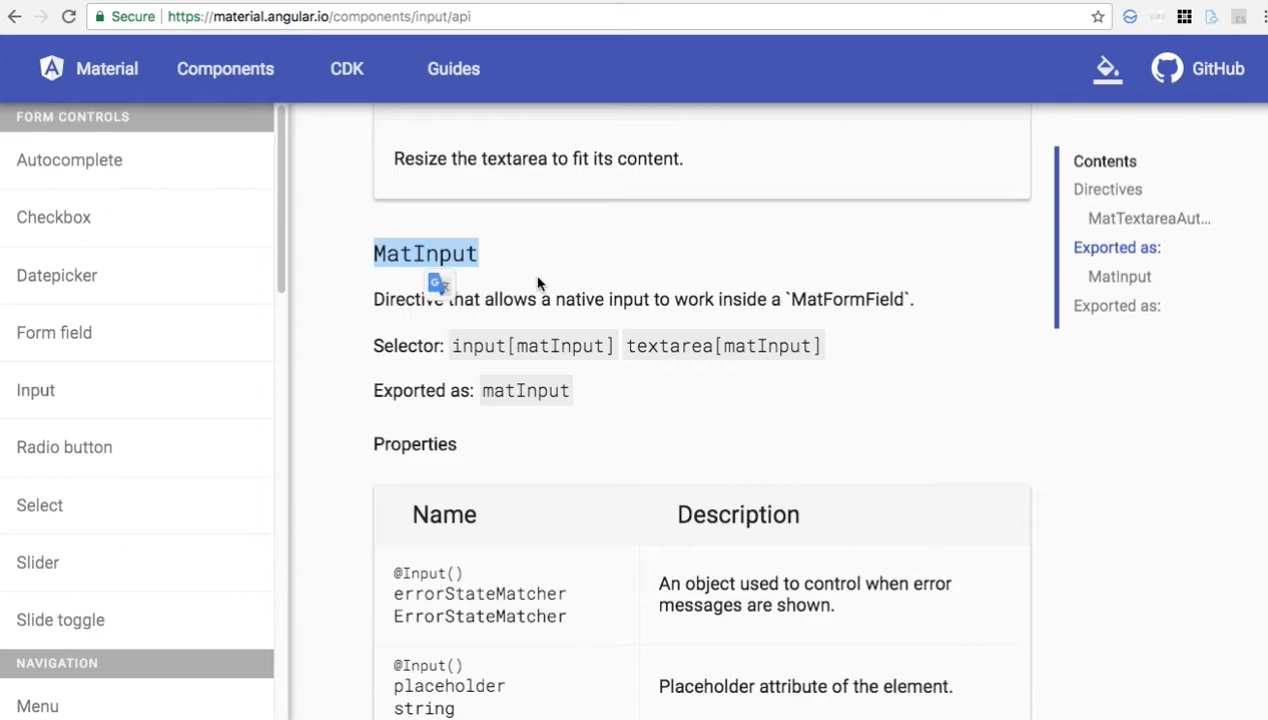 Secure
https://material.angular.io/components/input/api
Material
Components
CDK
Guides
GitHub
FORM CONTROLS
Autocomplete
Checkbox
Datepicker
Form field
Input
Radio button
Select
Slider
Slide toggle
NAVIGATION
Menu
Resize the textarea to fit its content.
MatInput
Directive that allows a native input to work inside a `MatFormField`.
Selector: input[matInput] textarea[matInput]
Exported as: matInput
Properties
Name Description
@Input()
errorStateMatcher
ErrorStateMatcher
An object used to control when error
messages are shown.
@Input()
placeholder
string
Placeholder attribute of the element.
Contents
Directives
MatTextareaAut...
Exported as:
MatInput
Exported as: